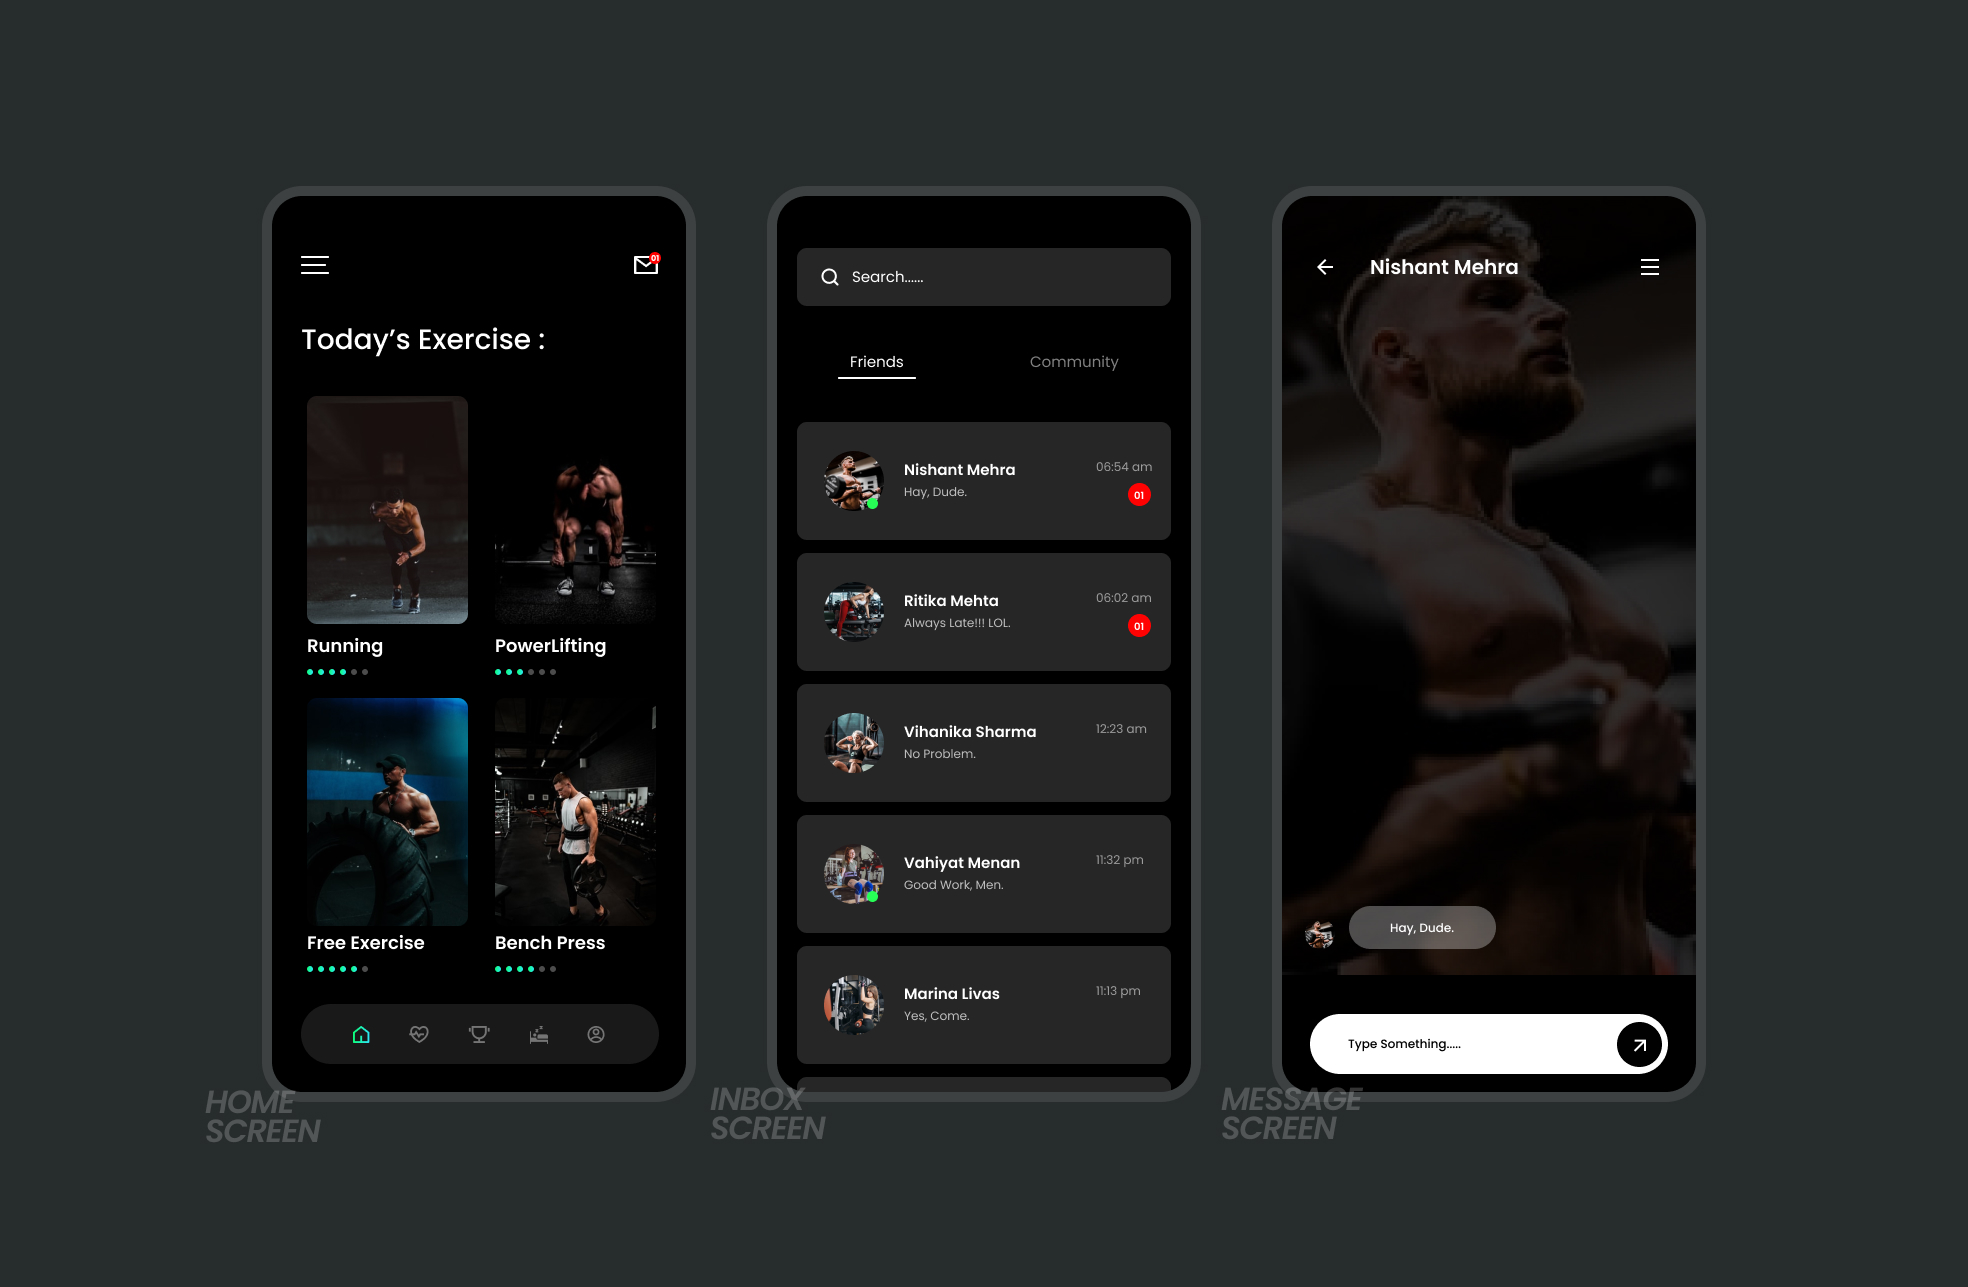 01
Today’s Exercise :
Running
PowerLifting
Free Exercise
Bench Press
HOME
SCREEN
Search......
Friends
Community
Nishant Mehra
06:54 am
Hay, Dude.
01
Ritika Mehta
06:02 am
Always Late!!! LOL.
01
Vihanika Sharma
12:23 am
No Problem.
Vahiyat Menan
11:32 pm
Good Work, Men.
Marina Livas
11:13 pm
Yes, Come.
INBOX
SCREEN
Nishant Mehra
Hay, Dude.
Type Something.....
MESSAGE
SCREEN